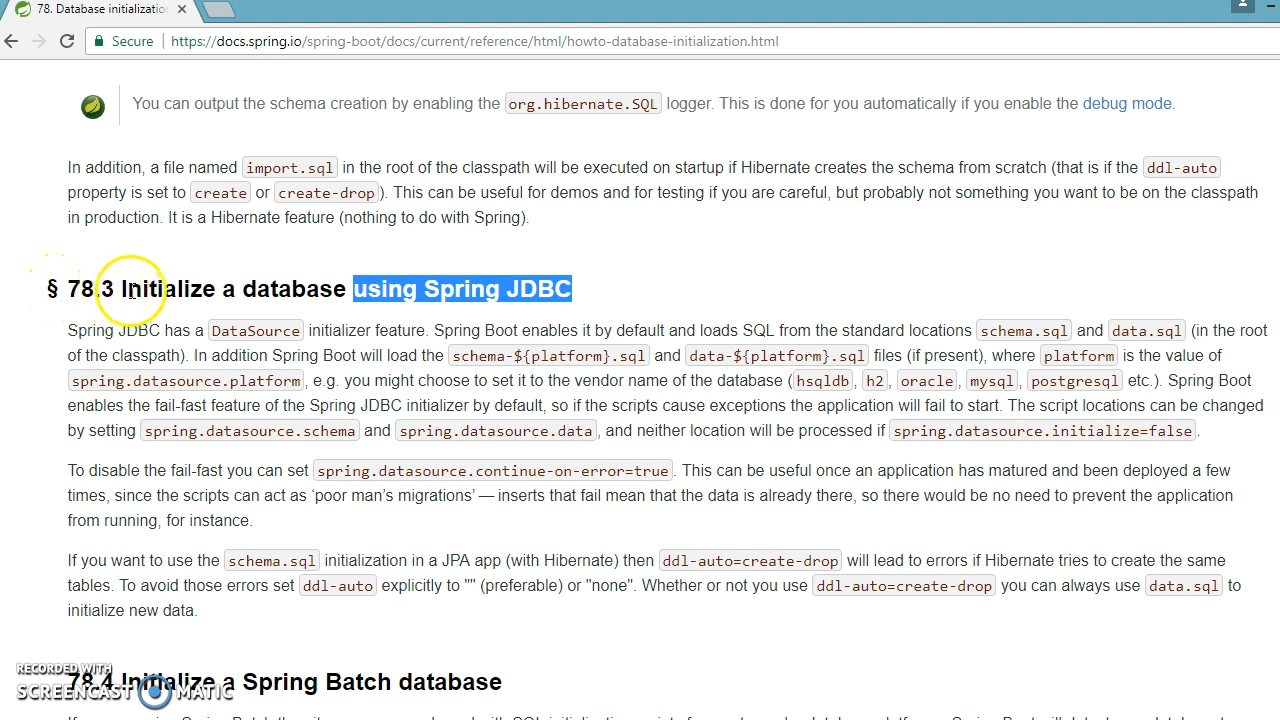 78. Database initializatio
Secure | https://docs.spring.io/spring-boot/docs/current/reference/html/howto-database-initialization.html
You can output the schema creation by enabling the org.hibernate.SQL logger. This is done for you automatically if you enable the debug mode.
In addition, a file named import.sql in the root of the classpath will be executed on startup if Hibernate creates the schema from scratch (that is if the ddl-auto
property is set to create or create-drop). This can be useful for demos and for testing if you are careful, but probably not something you want to be on the classpath
in production. It is a Hibernate feature (nothing to do with Spring).
§ 78.3 Initialize a database using Spring JDBC
Spring JDBC has a DataSource initializer feature. Spring Boot enables it by default and loads SQL from the standard locations schema.sql and data.sql (in the root
of the classpath). In addition Spring Boot will load the schema-${platform}.sql and data-${platform}.sql files (if present), where platform is the value of
spring.datasource.platform, e.g. you might choose to set it to the vendor name of the database (hsqldb, h2, oracle, mysql, postgresql etc.). Spring Boot
enables the fail-fast feature of the Spring JDBC initializer by default, so if the scripts cause exceptions the application will fail to start. The script locations can be changed
by setting spring.datasource.schema and spring.datasource.data, and neither location will be processed if spring.datasource.initialize=false.
To disable the fail-fast you can set spring.datasource.continue-on-error=true. This can be useful once an application has matured and been deployed a few
times, since the scripts can act as ‘poor man’s migrations’ — inserts that fail mean that the data is already there, so there would be no need to prevent the application
from running, for instance.
If you want to use the schema.sql initialization in a JPA app (with Hibernate) then ddl-auto=create-drop will lead to errors if Hibernate tries to create the same
tables. To avoid those errors set ddl-auto explicitly to "" (preferable) or "none". Whether or not you use ddl-auto=create-drop you can always use data.sql to
initialize new data.
78.4 Initialize a Spring Batch database
RECORDED WITH
SCREENCAST MATIC